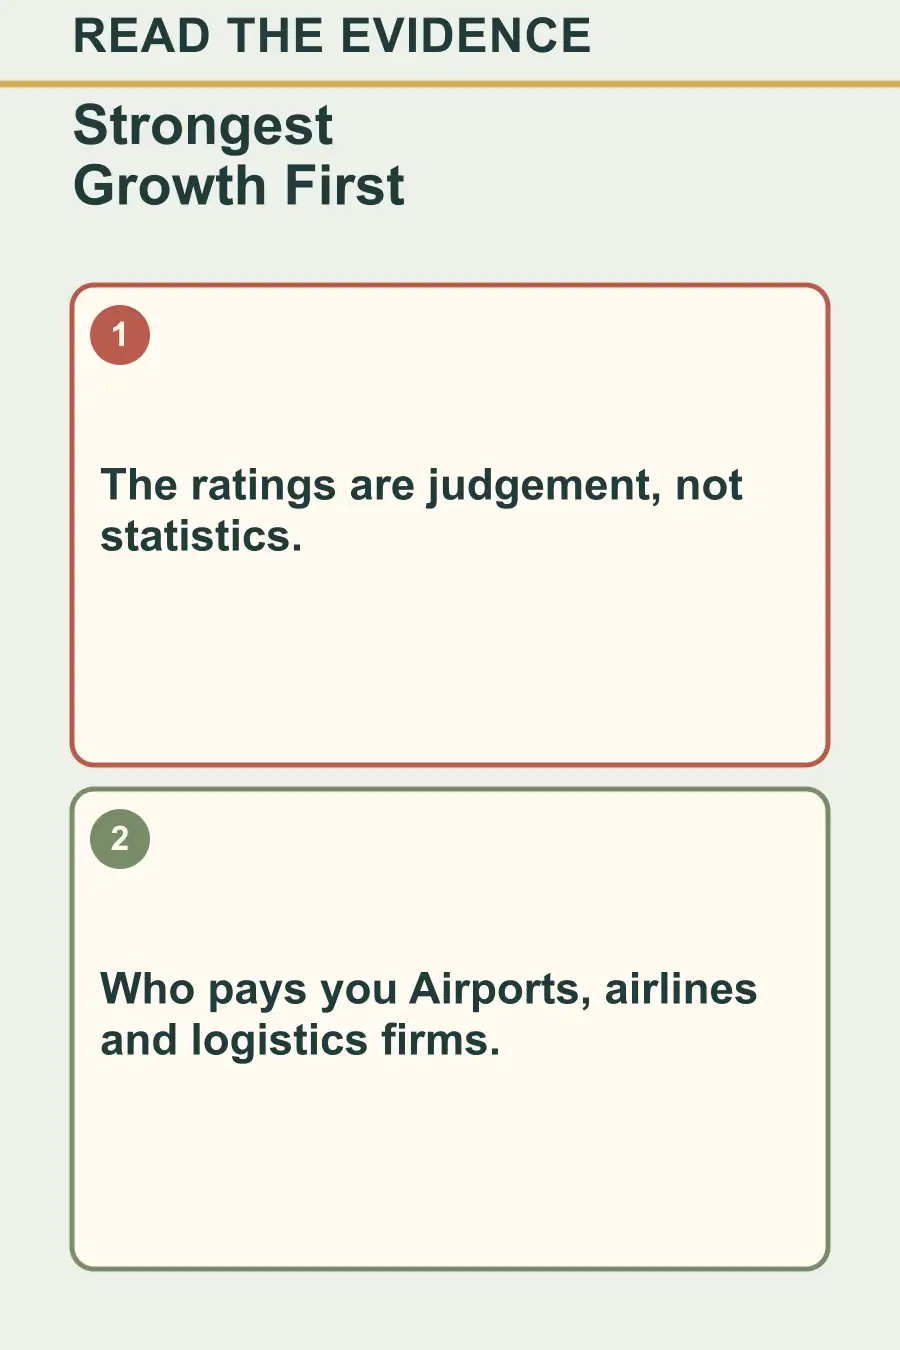 READ THE EVIDENCE
Strongest
Growth First
1
The ratings are judgement, not
statistics.
2
Who pays you Airports, airlines
and logistics firms.